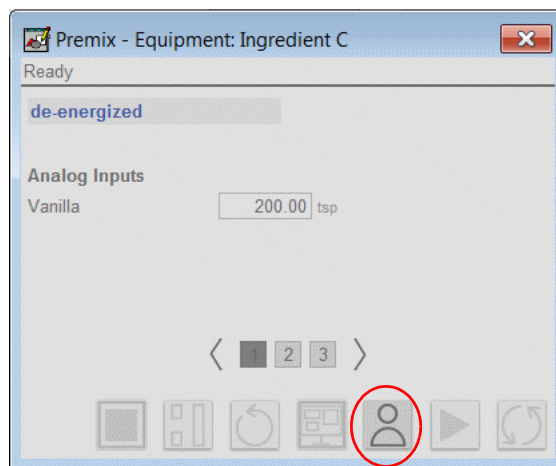 Premix - Equipment: Ingredient C
Ready
de-energized
Analog Inputs
Vanilla 200.00 tsp
1 2 3